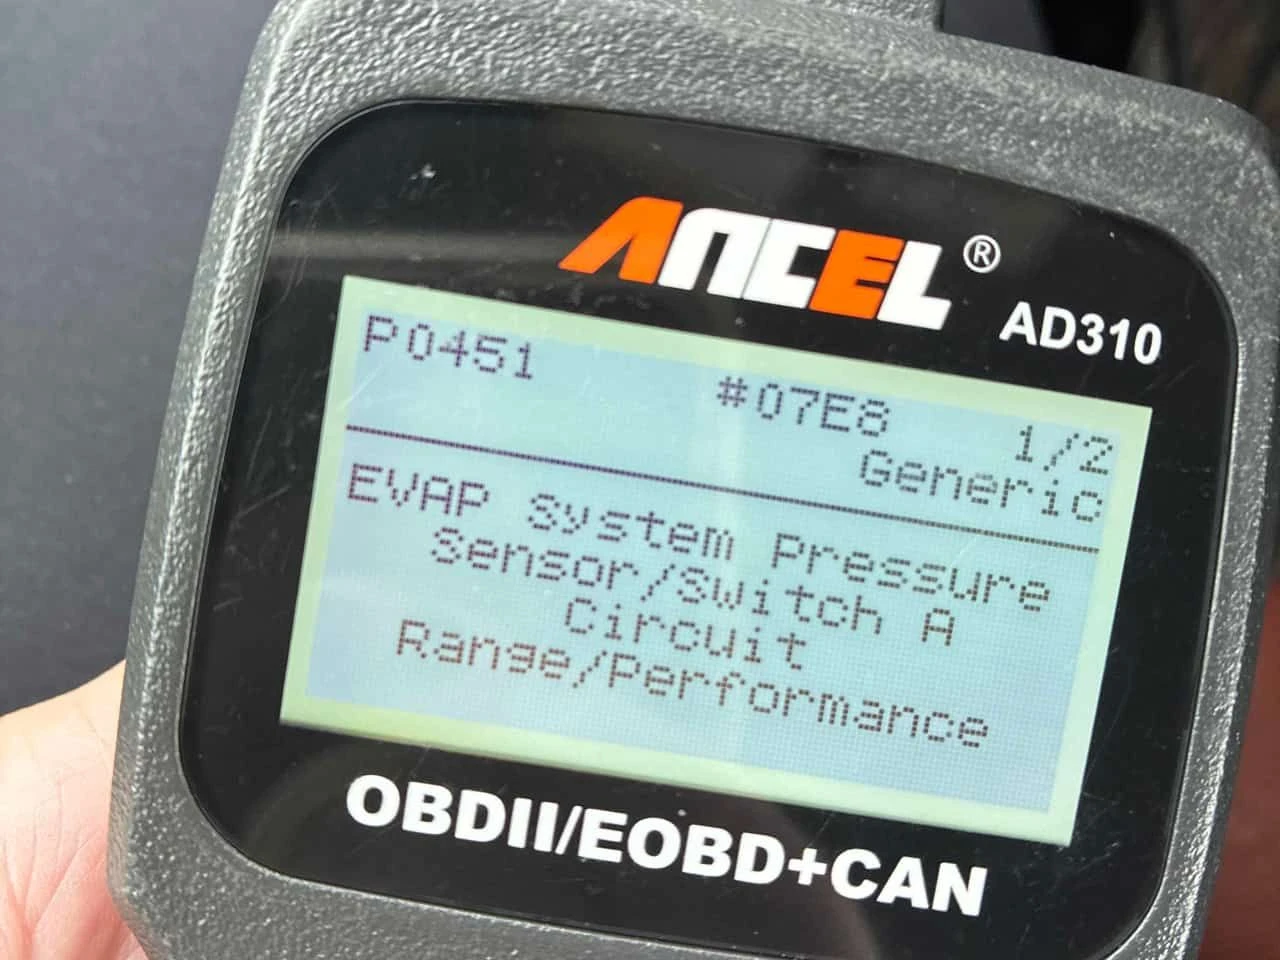 ANCEL®
AD310
P0451 #07E8 1/2
Generic
EVAP System Pressure
Sensor/Switch A
Circuit
Range/Performance
OBDII/EOBD+CAN